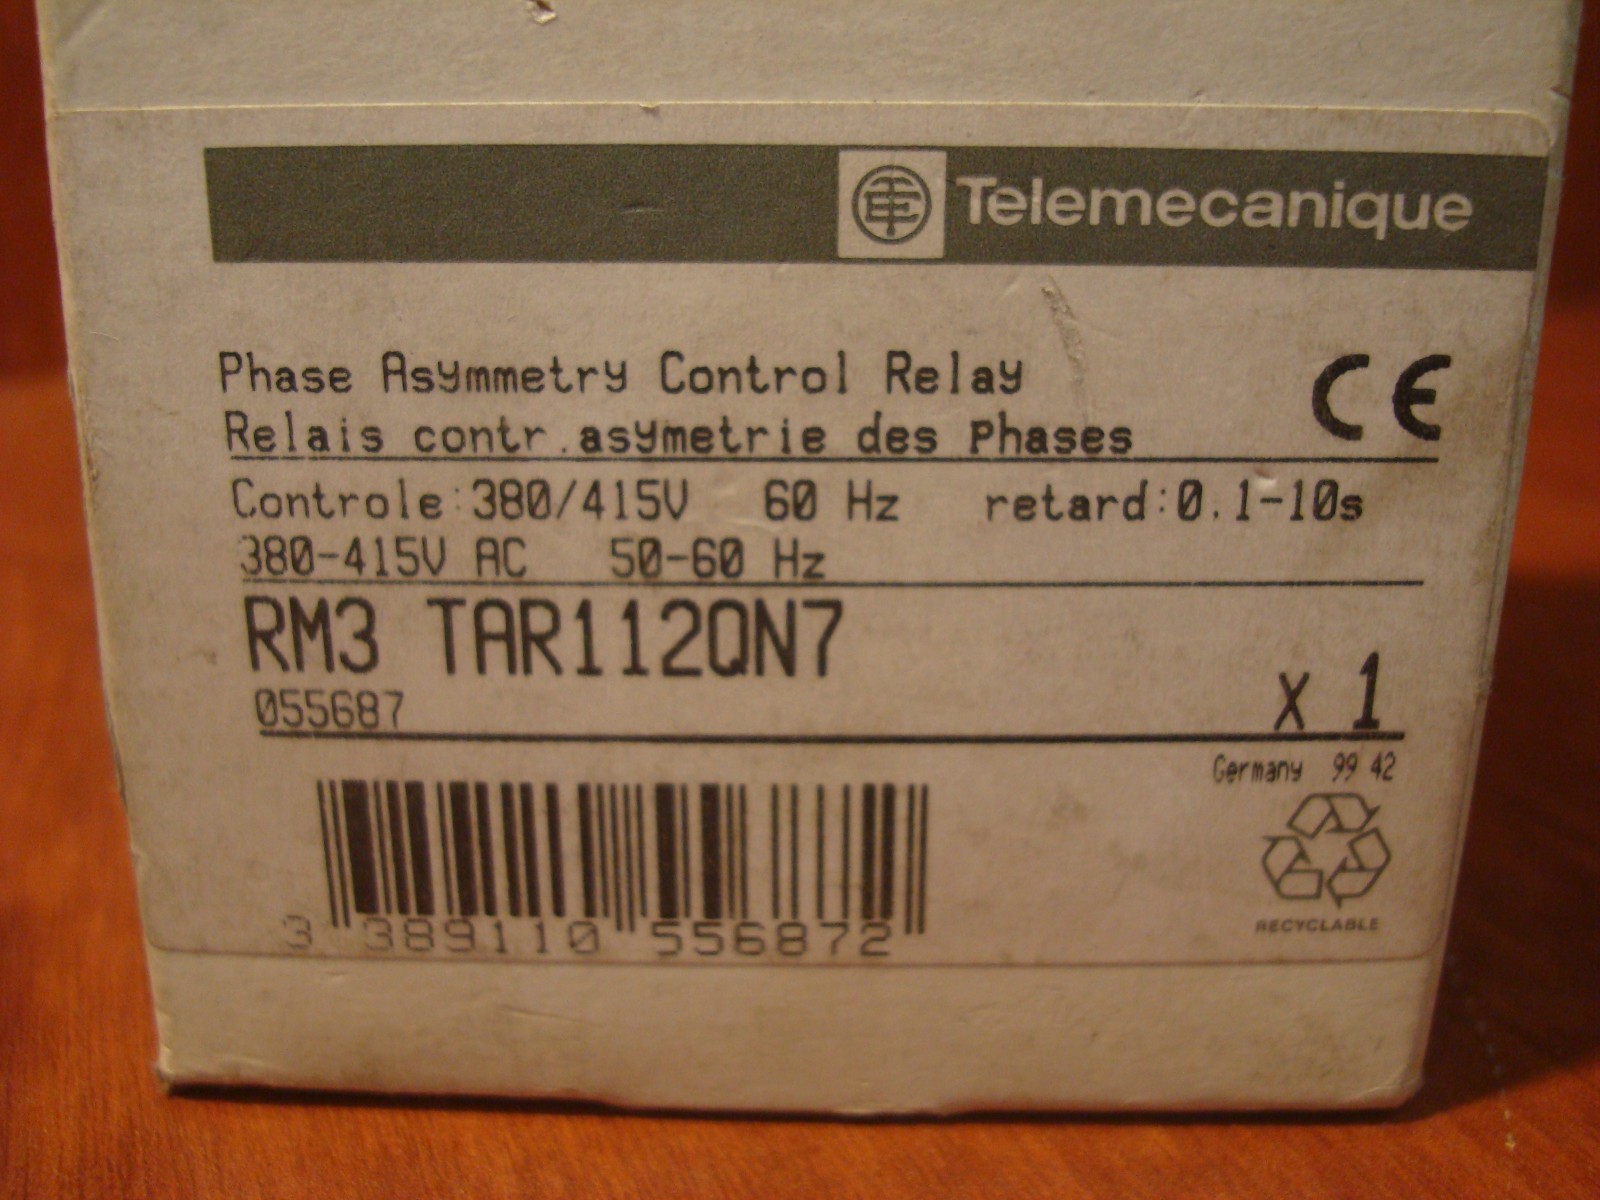 Telemecanique
Phase Asymmetry Control Relay
Relais contr.asymetrie des Phases
CE
Controle:380/415V 60 Hz retard:0.1-10s
380-415V AC 50-60 Hz
RM3 TAR112QN7
055687
X 1
Germany 99 42
RECYCLABLE
3 389110 556872